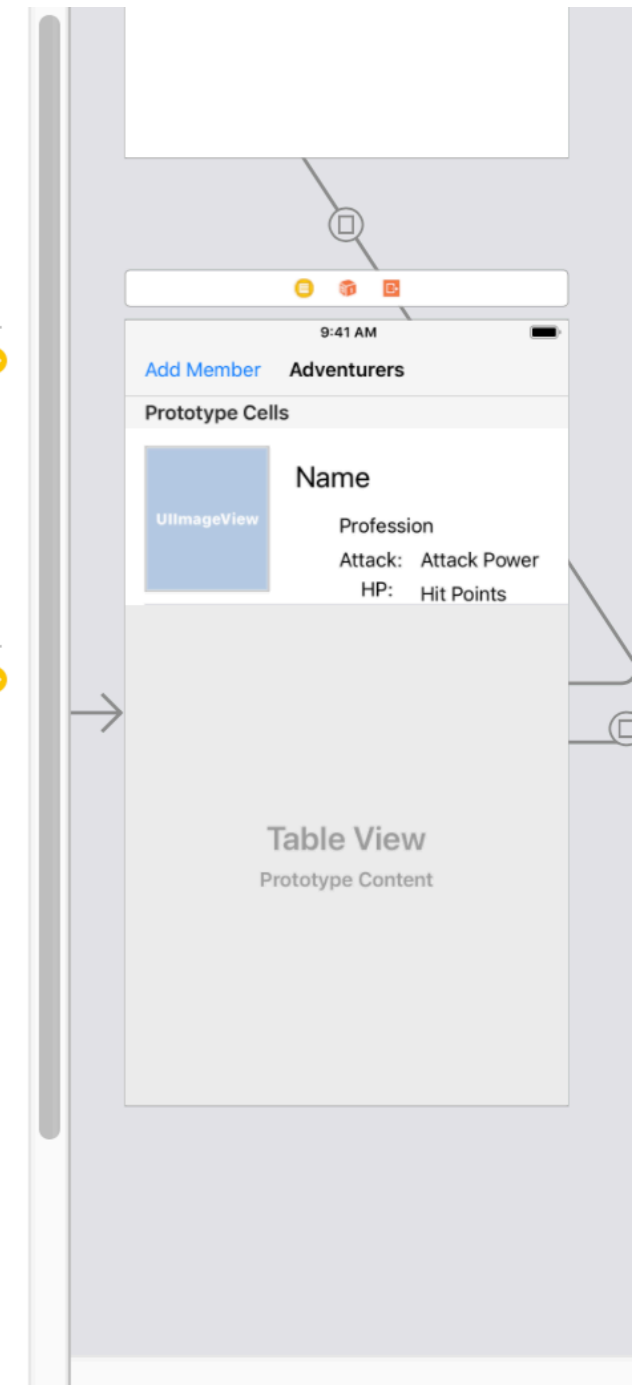 9:41 AM
Add Member Adventurers
Prototype Cells
UIImageView
Name
Profession
Attack: Attack Power
HP: Hit Points
Table View
Prototype Content